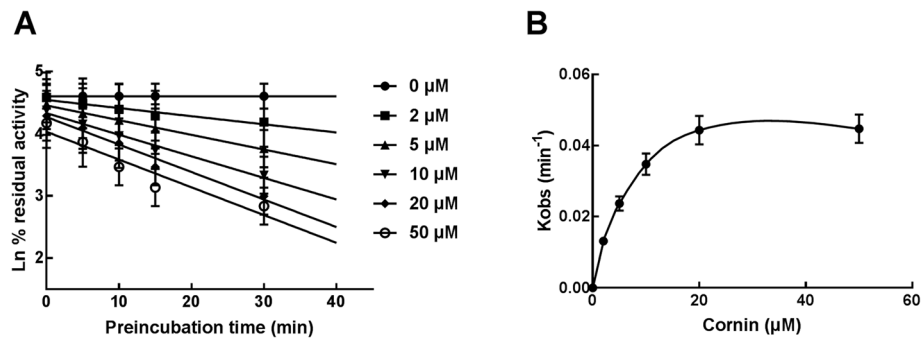 A
Ln % residual activity
5
4
3
2
0
10
20
30
40
Preincubation time (min)
0 µM
2 µM
5 µM
10 µM
20 µM
50 µM
B
Kobs (min⁻¹)
0.06
0.04
0.02
0.00
0
20
40
60
Cornin (µM)